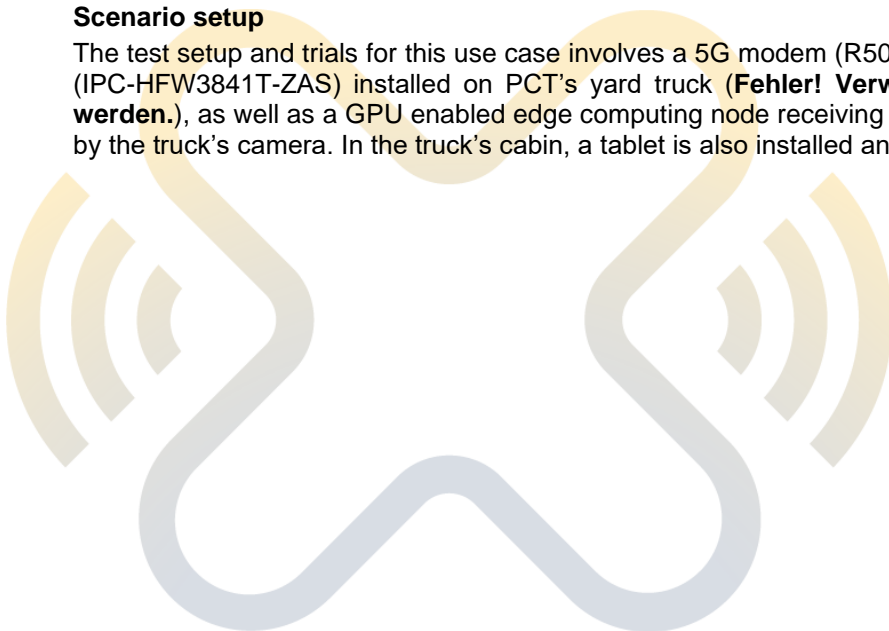 Scenario setup
The test setup and trials for this use case involves a 5G modem (R50
(IPC-HFW3841T-ZAS) installed on PCT's yard truck (Fehler! Verw
werden.), as well as a GPU enabled edge computing node receiving
by the truck's camera. In the truck's cabin, a tablet is also installed an